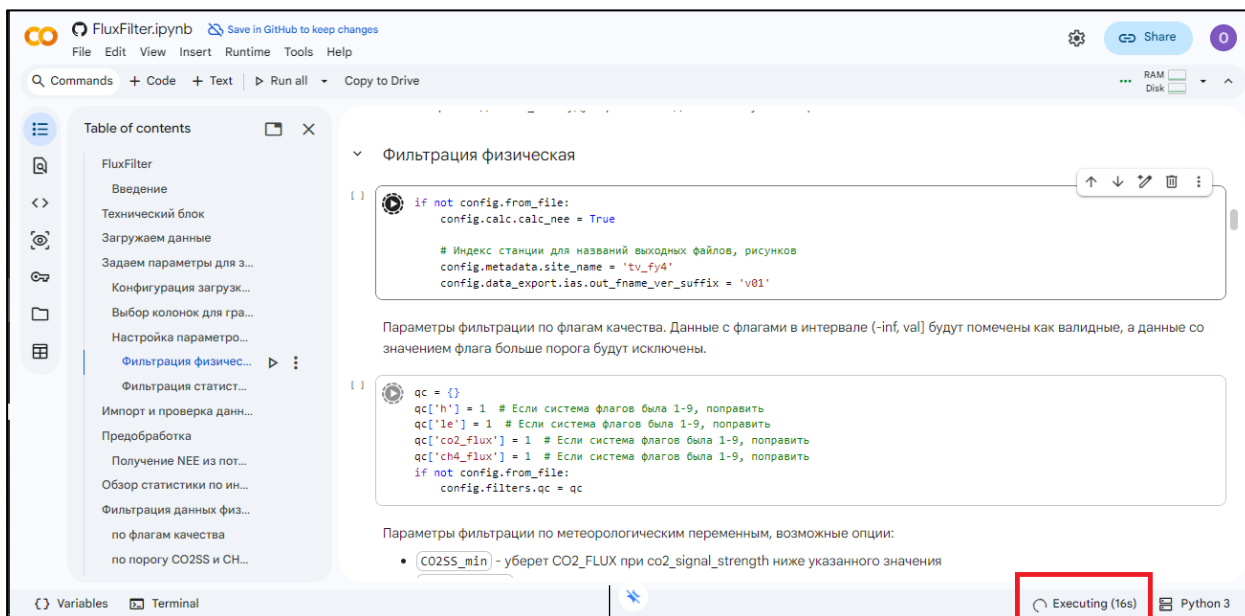 FluxFilter.ipynb Save in GitHub to keep changes
File Edit View Insert Runtime Tools Help
Share
O
Commands + Code + Text Run all Copy to Drive
RAM
Disk
Table of contents
FluxFilter
Введение
Технический блок
Загружаем данные
Задаем параметры для з...
Конфигурация загрузк...
Выбор колонок для гра...
Настройка параметро...
Фильтрация физичес...
Фильтрация статист...
Импорт и проверка данн...
Предобработка
Получение NEE из пот...
Обзор статистики по ин...
Фильтрация данных физ...
по флагам качества
по порогу CO2SS и CH...
Фильтрация физическая
[ ]
if not config.from_file:
config.calc.calc_nee = True
# Индекс станции для названий выходных файлов, рисунков
config.metadata.site_name = 'tv_fy4'
config.data_export.ias.out_fname_ver_suffix = 'v01'
Параметры фильтрации по флагам качества. Данные с флагами в интервале (-inf, val] будут помечены как валидные, а данные со
значением флага больше порога будут исключены.
[ ]
qc = {}
qc['h'] = 1 # Если система флагов была 1-9, поправить
qc['le'] = 1 # Если система флагов была 1-9, поправить
qc['co2_flux'] = 1 # Если система флагов была 1-9, поправить
qc['ch4_flux'] = 1 # Если система флагов была 1-9, поправить
if not config.from_file:
config.filters.qc = qc
Параметры фильтрации по метеорологическим переменным, возможные опции:
• CO2SS_min - уберет CO2_FLUX при co2_signal_strength ниже указанного значения
{} Variables Terminal
Executing (16s) Python 3